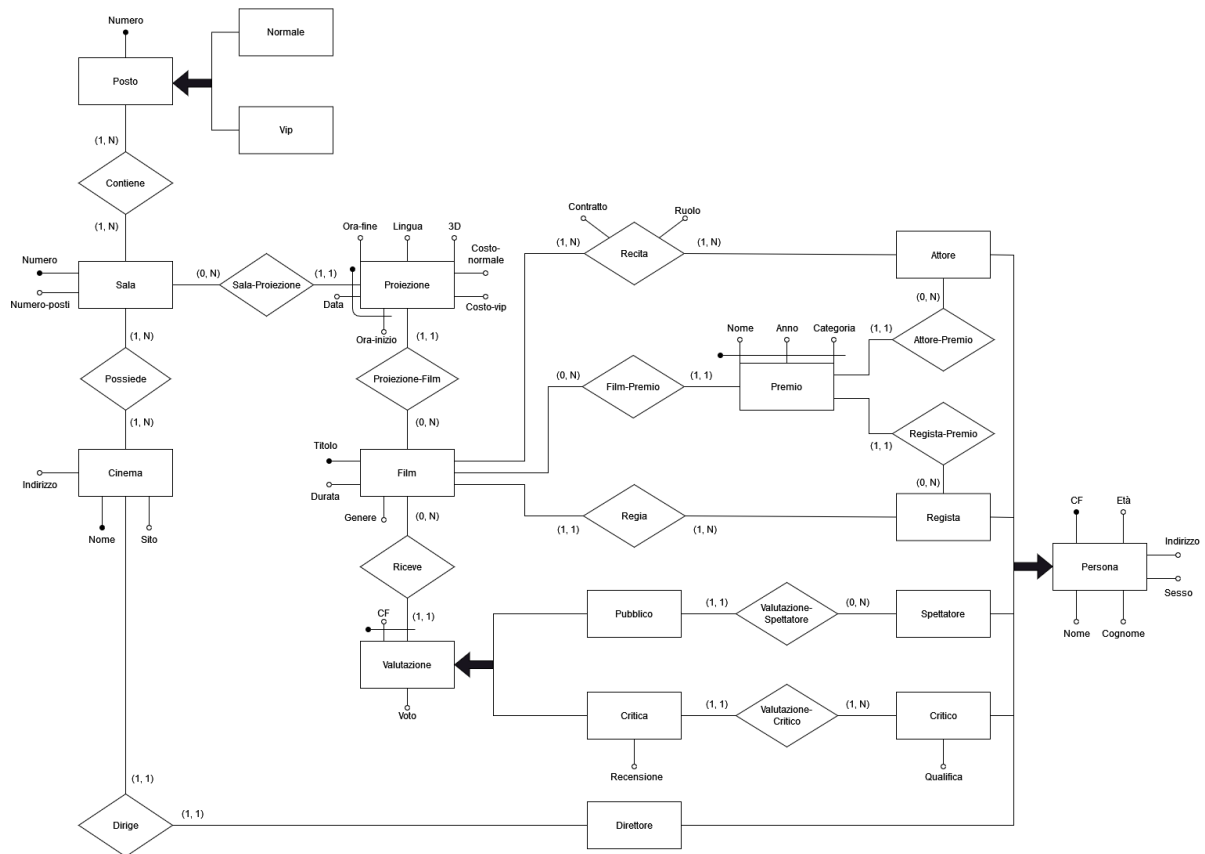 Numero
Normale
Posto
Vip
(1, N)
Contiene
(1, N)
Contratto
Ruolo
Ora-fine
Lingua
3D
(1, N)
Recita
(1, N)
Attore
Costo-
normale
Numero
(0, N)
(1, 1)
Sala
Sala-Proiezione
Proiezione
(0, N)
Numero-posti
Data
Costo-vip
Ora-inizio
Nome
Anno
Categoria
(1, 1)
Attore-Premio
(1, N)
(1, 1)
Possiede
Proiezione-Film
(0, N)
Film-Premio
(1, 1)
Premio
(1, N)
(0, N)
Regista-Premio
(1, 1)
Titolo
Cinema
Film
Indirizzo
(0, N)
Durata
Genere
(0, N)
Regia
Regista
CF
Età
(1, 1)
(1, N)
Nome
Sito
Indirizzo
Riceve
Persona
Sesso
CF
(1, 1)
Pubblico
(1, 1)
Valutazione-
Spettatore
(0, N)
Spettatore
Nome
Cognome
Valutazione
Voto
Critica
(1, 1)
Valutazione-
Critico
(1, N)
Critico
Recensione
Qualifica
(1, 1)
(1, 1)
Dirige
Direttore